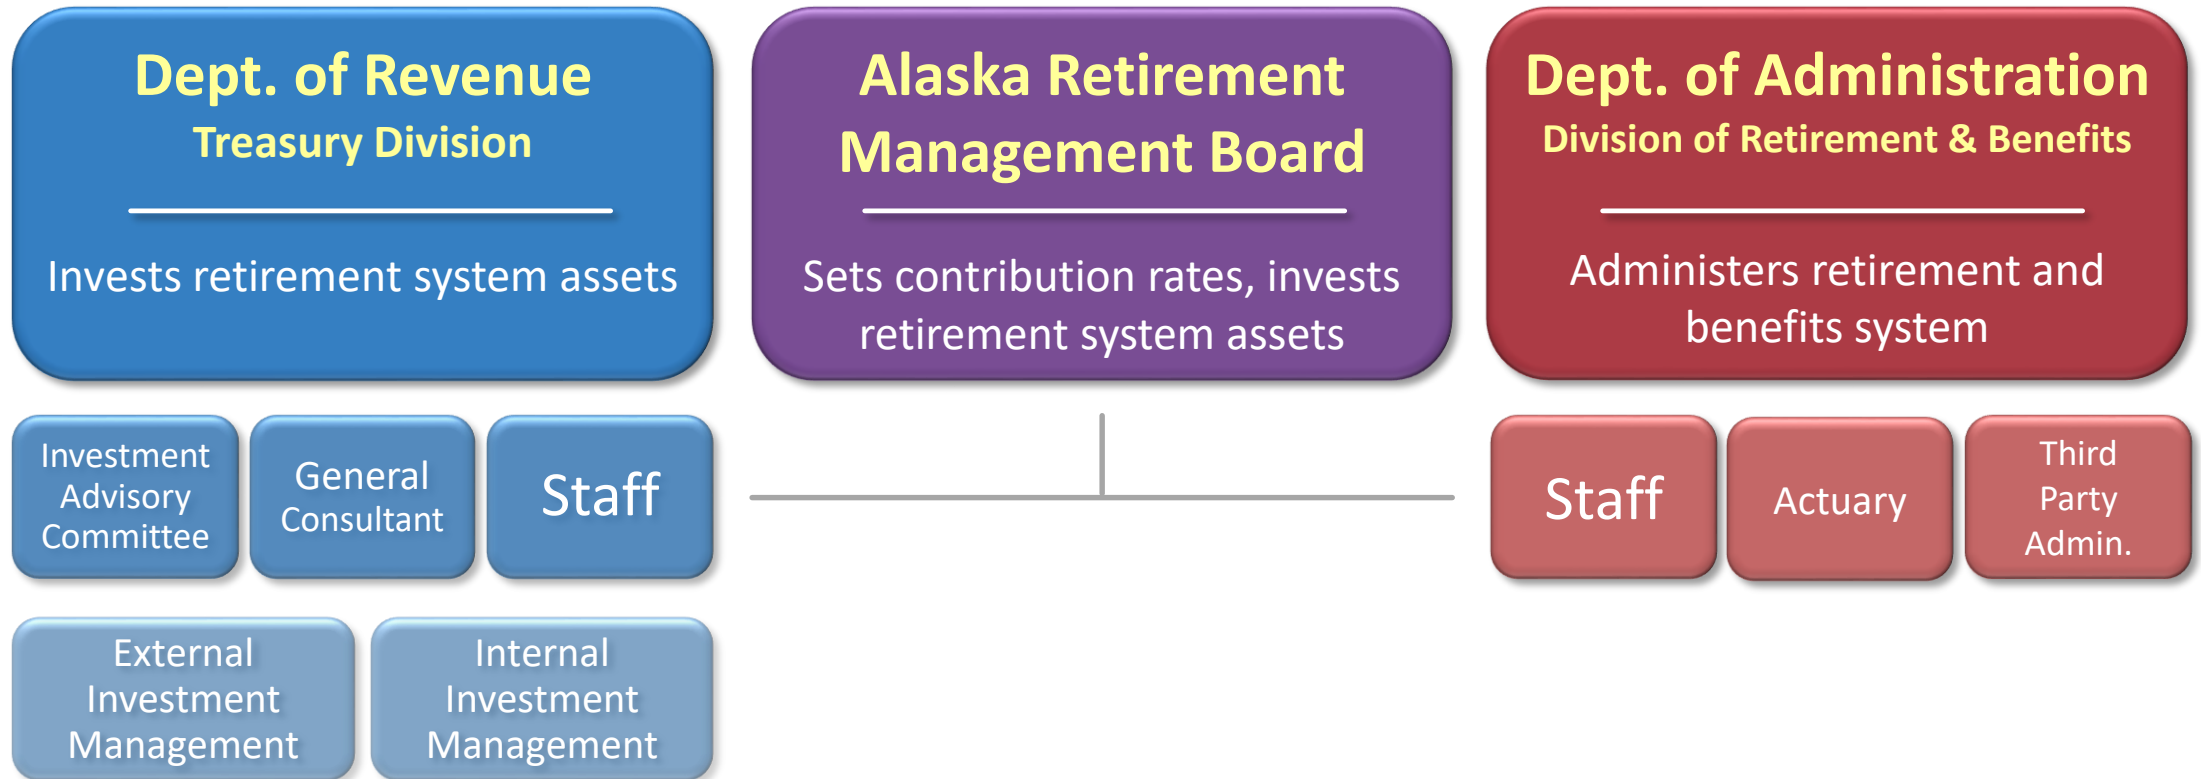 Dept. of Revenue
Treasury Division
Invests retirement system assets
Alaska Retirement
Management Board
Sets contribution rates, invests
retirement system assets
Dept. of Administration
Division of Retirement & Benefits
Administers retirement and
benefits system
Investment
Advisory
Committee
General
Consultant
Staff
Staff
Actuary
Third
Party
Admin.
External
Investment
Management
Internal
Investment
Management